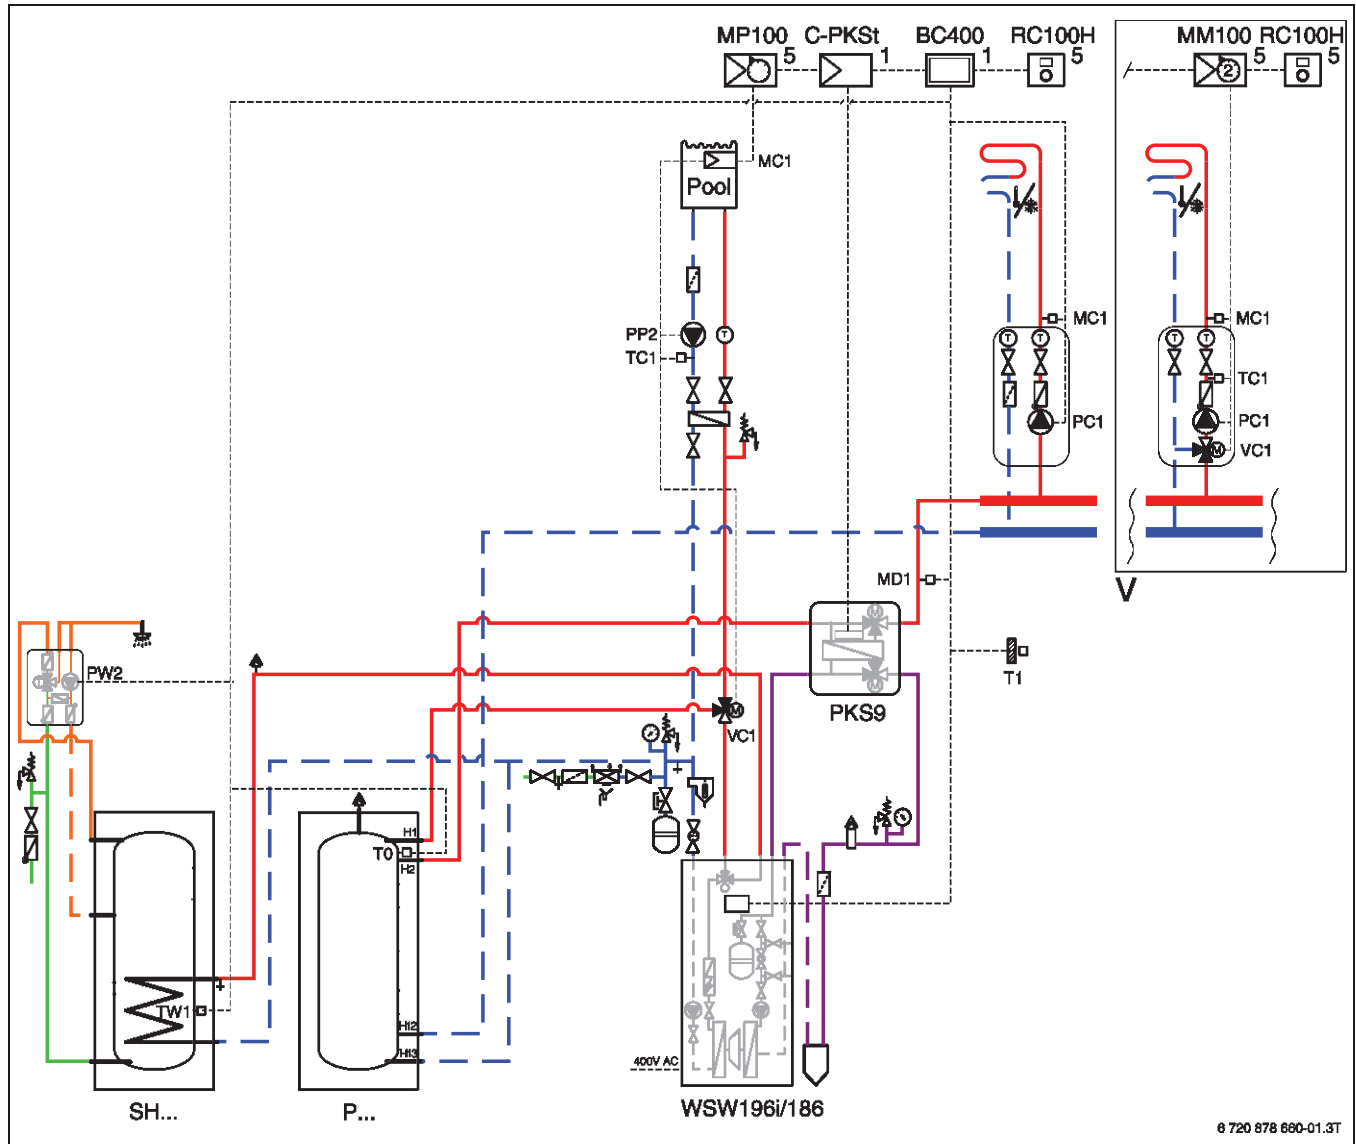 MP100 C-PKSt BC400 RC100H MM100 RC100H
5 1 1 5 5 5
2
MC1
Pool
PP2
T
TC1
MC1
T T
PC1
MC1
T T
TC1
PC1
M
VC1
MD1
V
M
M
PKS9
T1
PW2
M
VC1
H1
T0
H2
TW1
H12
H13
400V AC
SH...
P...
WSW196i/186
6 720 878 660-01.3T